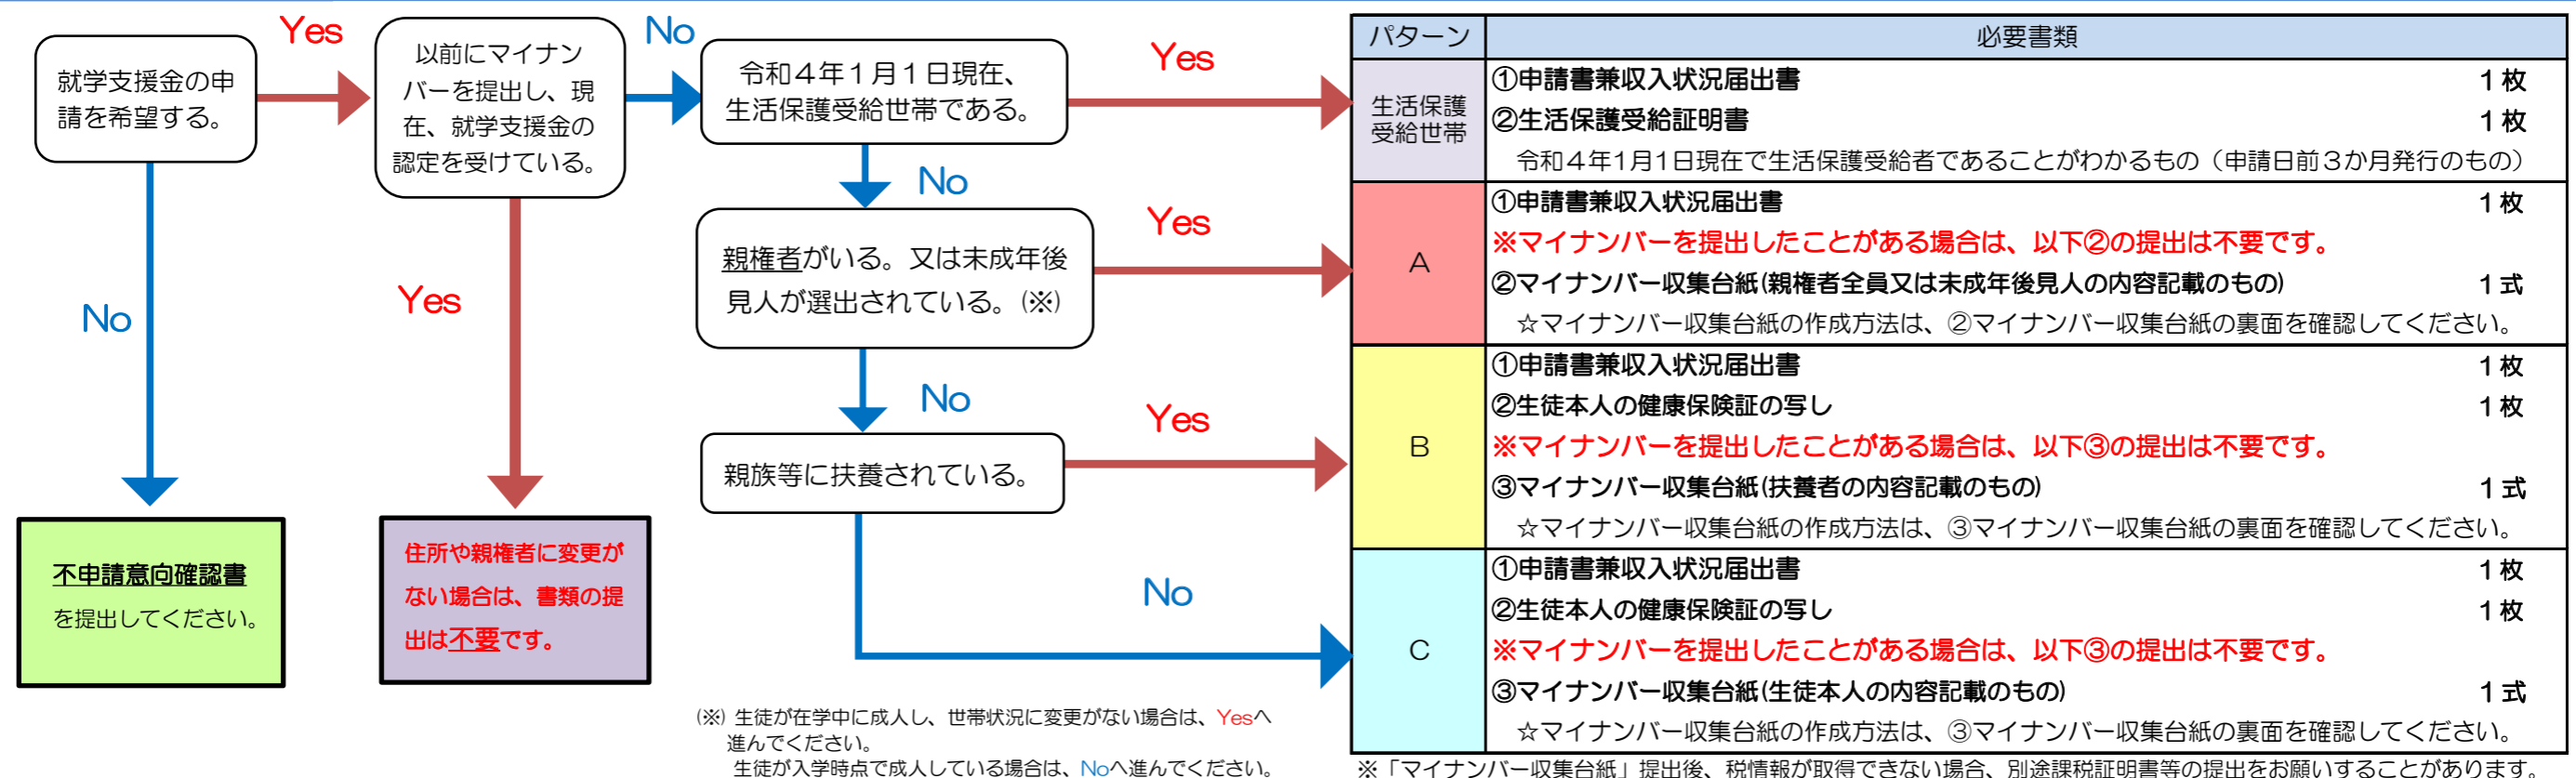 就学支援金の申
請を希望する。
Yes
No
不申請意向確認書
を提出してください。
以前にマイナン
バーを提出し、現
在、就学支援金の
認定を受けている。
No
Yes
住所や親権者に変更が
ない場合は、書類の提
出は不要です。
令和４年１月１日現在、
生活保護受給世帯である。
Yes
No
親権者がいる。又は未成年後
見人が選出されている。(※)
Yes
No
親族等に扶養されている。
Yes
No
(※) 生徒が在学中に成人し、世帯状況に変更がない場合は、Yesへ
進んでください。
生徒が入学時点で成人している場合は、Noへ進んでください。
パターン 必要書類
生活保護
受給世帯
①申請書兼収入状況届出書 １枚
②生活保護受給証明書 １枚
令和４年1月1日現在で生活保護受給者であることがわかるもの（申請日前３か月発行のもの）
A
①申請書兼収入状況届出書 １枚
※マイナンバーを提出したことがある場合は、以下②の提出は不要です。
②マイナンバー収集台紙(親権者全員又は未成年後見人の内容記載のもの) １式
☆マイナンバー収集台紙の作成方法は、②マイナンバー収集台紙の裏面を確認してください。
B
①申請書兼収入状況届出書 １枚
②生徒本人の健康保険証の写し １枚
※マイナンバーを提出したことがある場合は、以下③の提出は不要です。
③マイナンバー収集台紙(扶養者の内容記載のもの) １式
☆マイナンバー収集台紙の作成方法は、③マイナンバー収集台紙の裏面を確認してください。
C
①申請書兼収入状況届出書 １枚
②生徒本人の健康保険証の写し １枚
※マイナンバーを提出したことがある場合は、以下③の提出は不要です。
③マイナンバー収集台紙(生徒本人の内容記載のもの) １式
☆マイナンバー収集台紙の作成方法は、③マイナンバー収集台紙の裏面を確認してください。
※「マイナンバー収集台紙」提出後、税情報が取得できない場合、別途課税証明書等の提出をお願いすることがあります。